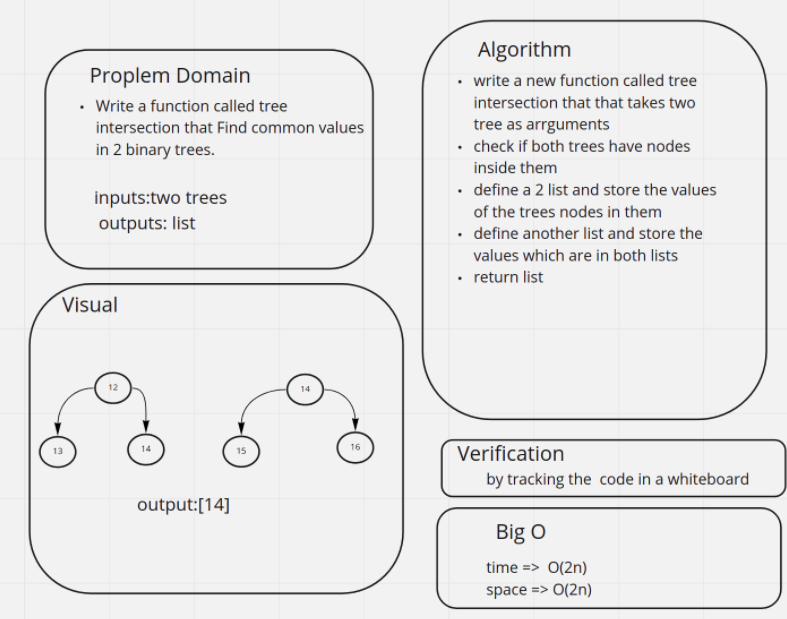 Proplem Domain
• Write a function called tree
intersection that Find common values
in 2 binary trees.
inputs:two trees
outputs: list
Visual
12
13
14
14
15
16
output:[14]
Algorithm
• write a new function called tree
intersection that that takes two
tree as arrguments
• check if both trees have nodes
inside them
• define a 2 list and store the values
of the trees nodes in them
• define another list and store the
values which are in both lists
• return list
Verification
by tracking the code in a whiteboard
Big O
time => O(2n)
space => O(2n)